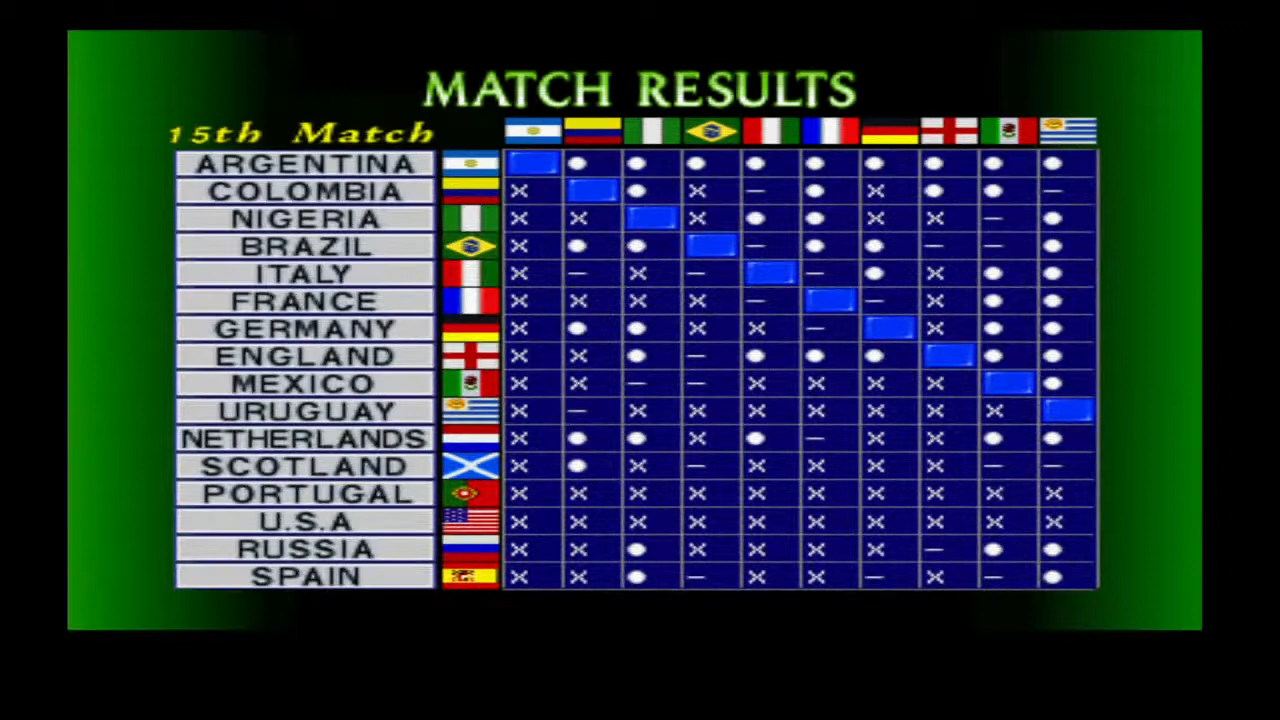 MATCH RESULTS
15th Match
ARGENTINA
COLOMBIA
NIGERIA
BRAZIL
ITALY
FRANCE
GERMANY
ENGLAND
MEXICO
URUGUAY
NETHERLANDS
SCOTLAND
PORTUGAL
U.S.A
RUSSIA
SPAIN